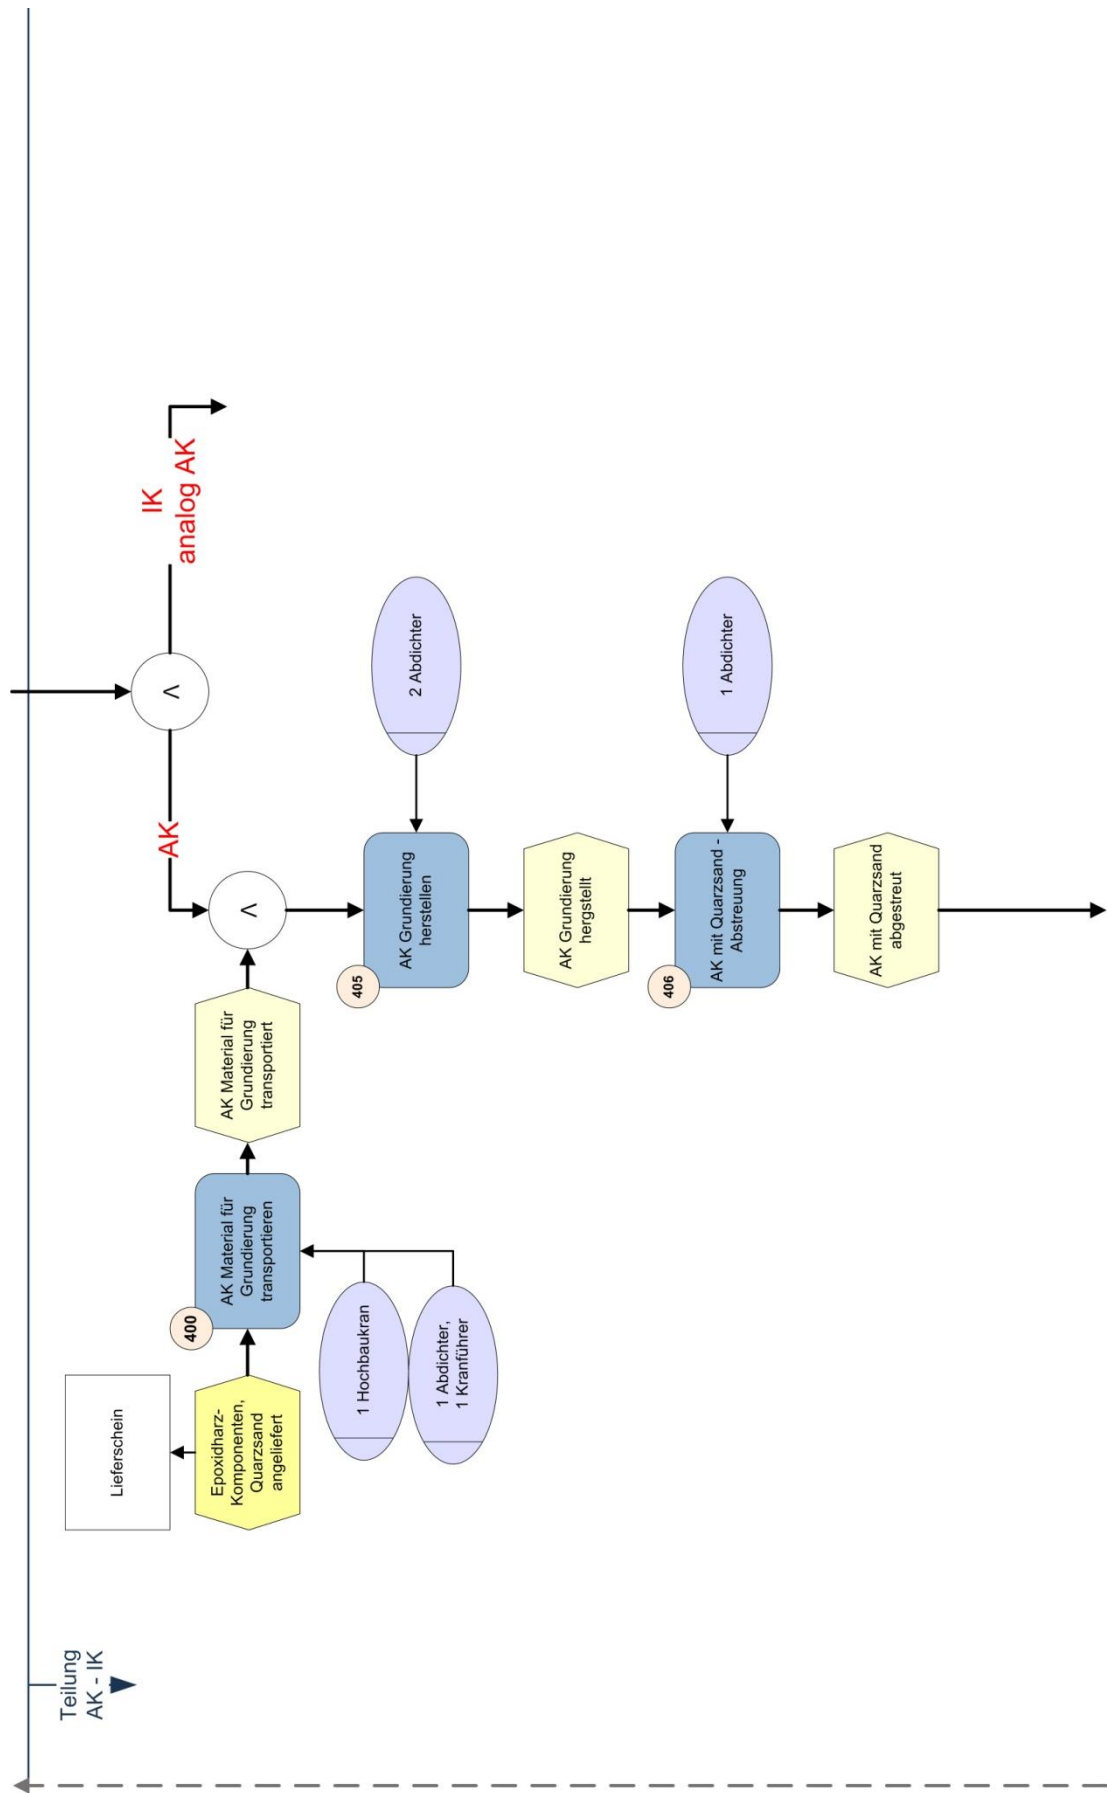 Teilung
AK - IK
Lieferschein
Epoxidharz-
Komponenten,
Quarzsand
angeliefert
400
AK Material für
Grundierung
transportieren
AK Material für
Grundierung
transportiert
1 Hochbaukran
1 Abdichter,
1 Kranführer
V
AK
V
IK
analog AK
405
AK Grundierung
herstellen
2 Abdichter
AK Grundierung
hergstellt
406
AK mit Quarzsand -
Abstreuung
1 Abdichter
AK mit Quarzsand
abgestreut